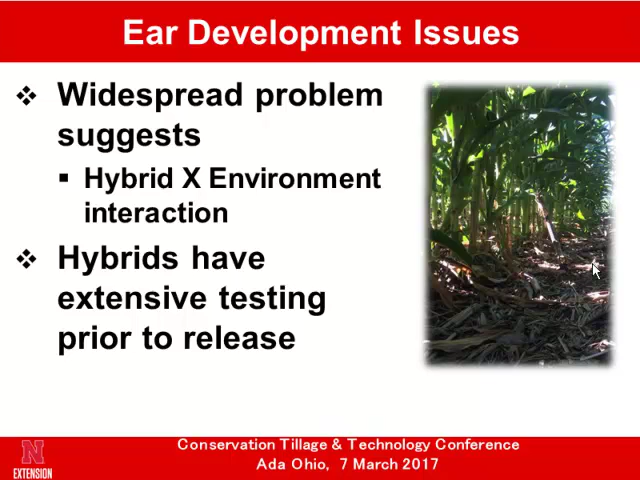 Ear Development Issues
Widespread problem
suggests
Hybrid X Environment
interaction
Hybrids have
extensive testing
prior to release
Conservation Tillage & Technology Conference
Ada Ohio, 7 March 2017
N
EXTENSION